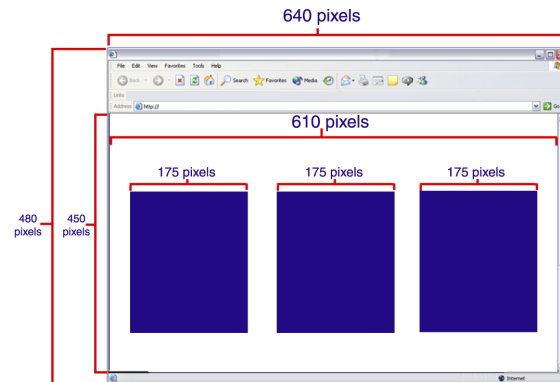 640 pixels
File Edit View Favorites Tools Help
Back Search Favorites Media
Links
Address http:// Go
610 pixels
175 pixels 175 pixels 175 pixels
480
pixels
450
pixels
Internet